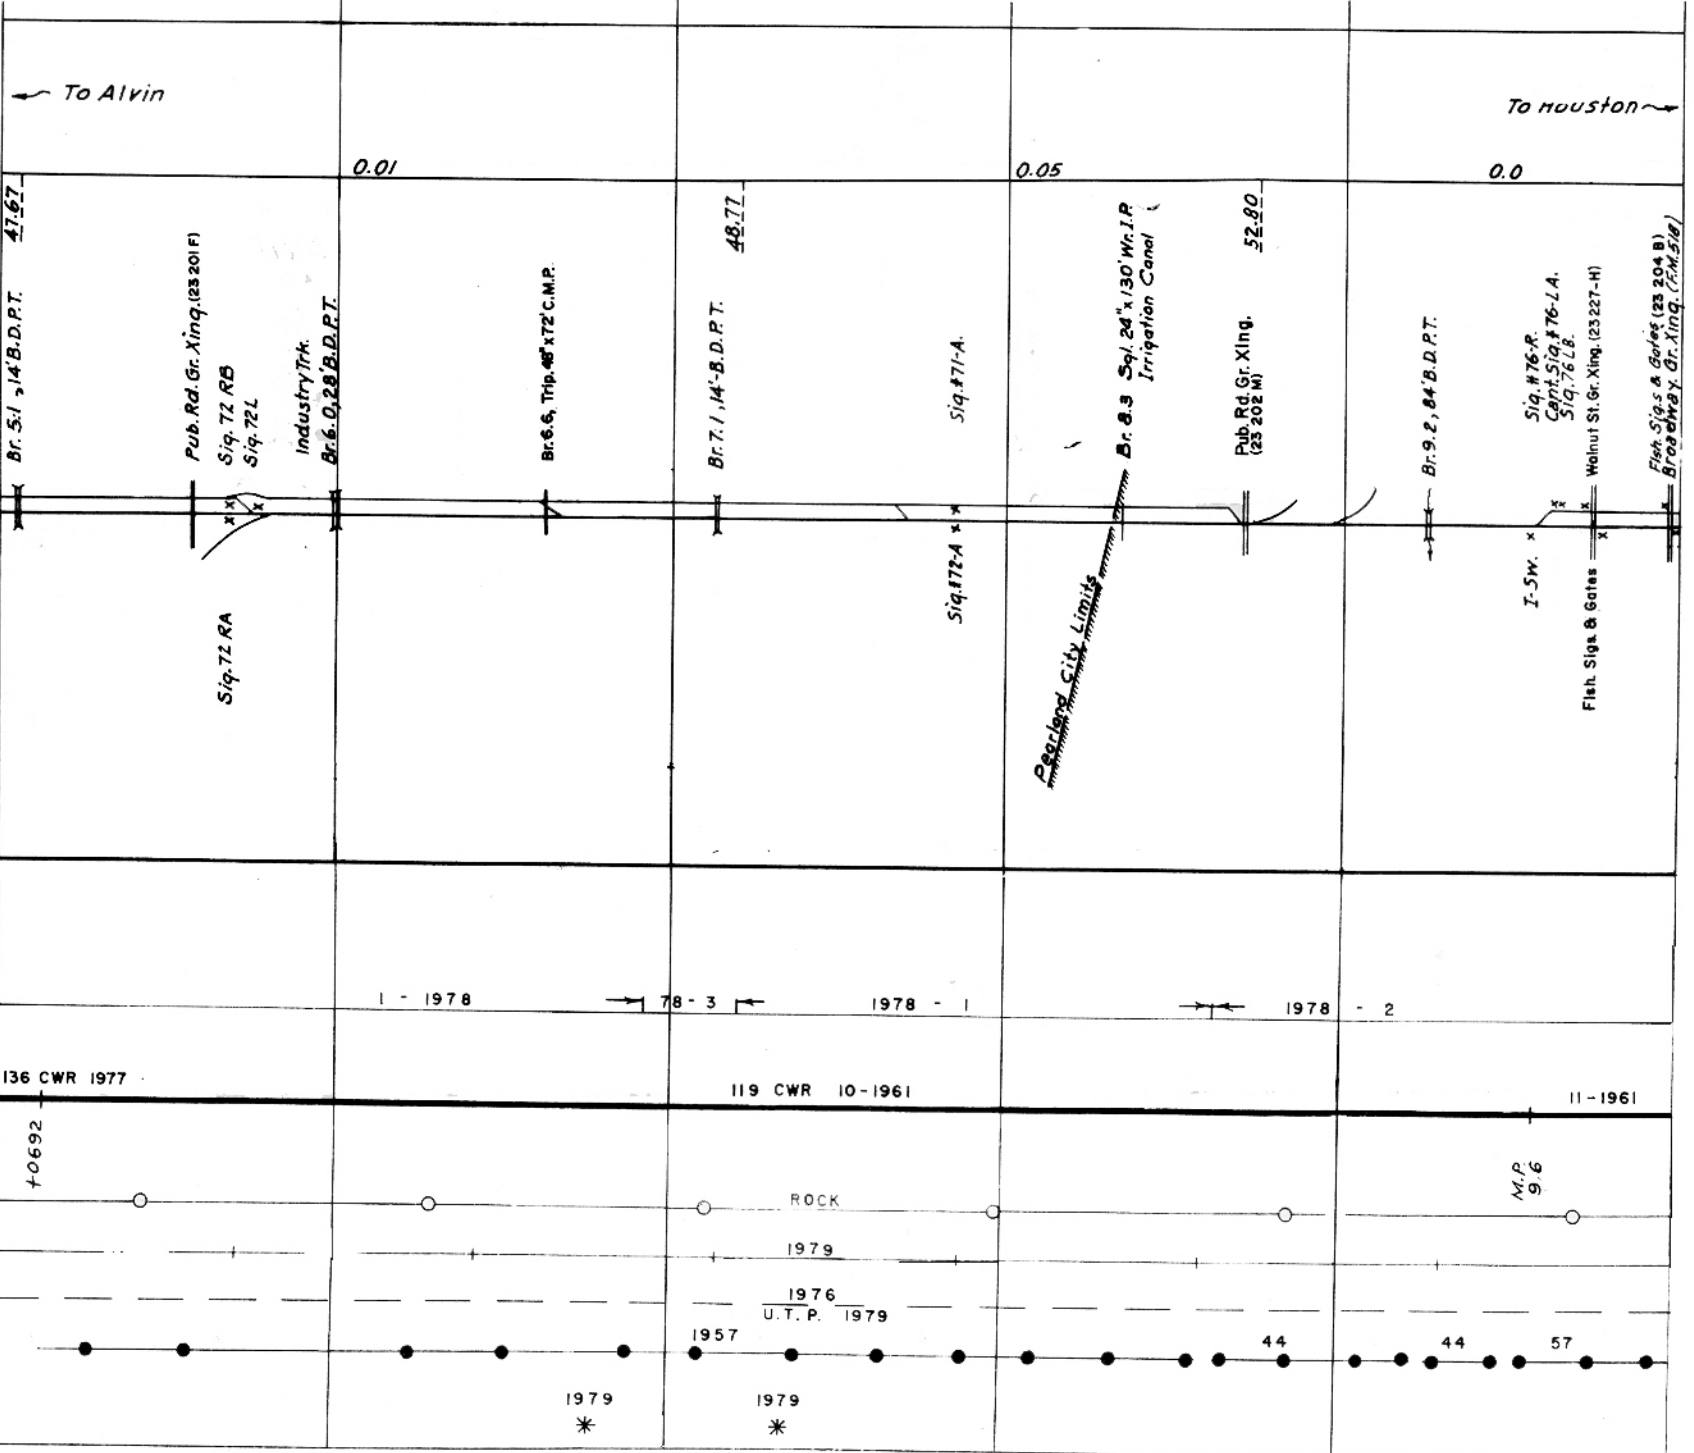 To Alvin
To Houston
0.01
0.05
0.0
47.67
48.77
52.80
Br. 5.1, 14' B.D.P.T.
Pub. Rd. Gr. Xing. (23 201 F)
Sig. 72 RB
Sig. 72 L
Industry Trk.
Br. 6.0, 28' B.D.P.T.
Br. 6.6, Trip. 48" x 72' C.M.P.
Br. 7.1, 14'-B.D.P.T.
Sig. #71-A.
Br. 8.3 Sgl. 24" x 130' Wr. I.P.
Irrigation Canal
Pub. Rd. Gr. Xing.
(23 202 M)
Br. 9.2, 84' B.D.P.T.
Sig. #76-R.
Cant. Sig. #76-LA.
Sig. 76 LB.
Walnut St. Gr. Xing. (23 227-H)
Flsh. Sigs & Gates (23 204 B)
Broadway Gr. Xing. (F.M. 518)
Sig. 72 RA
Sig. #72-A
Pearland City Limits
I-Sw.
Flsh. Sigs & Gates
1 - 1978
78 - 3
1978 - 1
1978 - 2
136 CWR 1977
119 CWR 10-1961
11-1961
+0692
M.P.
9.6
ROCK
1979
1976
U.T.P. 1979
1957
44
44
57
1979
1979